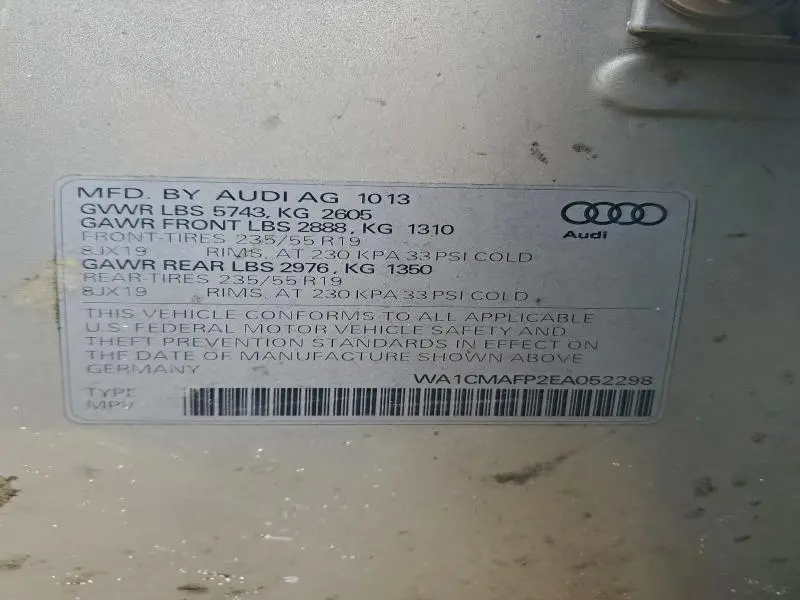 MFD. BY AUDI AG 1013
GVWR LBS 5743, KG 2605
GAWR FRONT LBS 2888, KG 1310
FRONT-TIRES 235/55 R19
8JX19 RIMS, AT 230 KPA 33 PSI COLD
GAWR REAR LBS 2976, KG 1350
REAR-TIRES 235/55 R19
8JX19 RIMS, AT 230 KPA 33 PSI COLD
Audi
THIS VEHICLE CONFORMS TO ALL APPLICABLE
U.S. FEDERAL MOTOR VEHICLE SAFETY AND
THEFT PREVENTION STANDARDS IN EFFECT ON
THE DATE OF MANUFACTURE SHOWN ABOVE
GERMANY WA1CMAFP2EA052298
TYPE
MPV